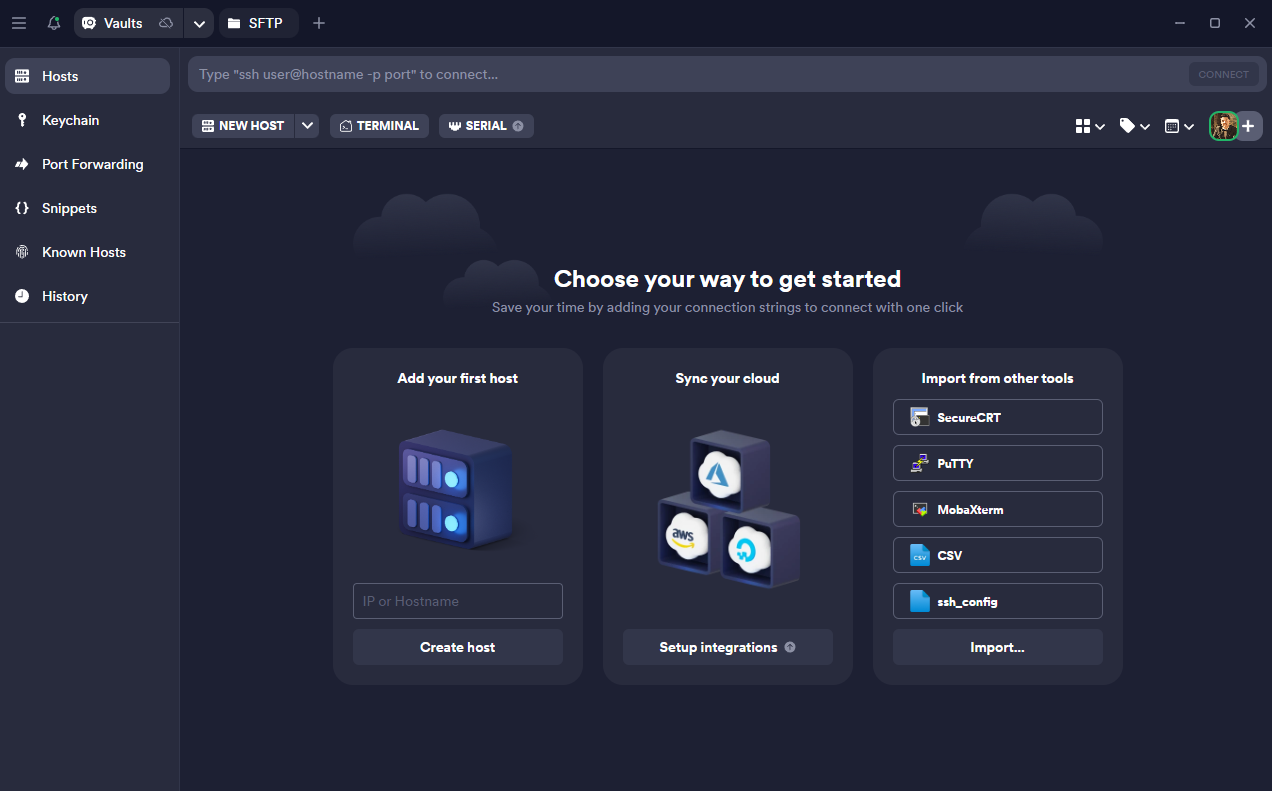 Vaults
SFTP
Hosts
Keychain
Port Forwarding
Snippets
Known Hosts
History
Type "ssh user@hostname -p port" to connect...
CONNECT
NEW HOST
TERMINAL
SERIAL
Choose your way to get started
Save your time by adding your connection strings to connect with one click
Add your first host
IP or Hostname
Create host
Sync your cloud
aws
Setup integrations
Import from other tools
SecureCRT
PuTTY
MobaXterm
CSV
CSV
ssh_config
Import...